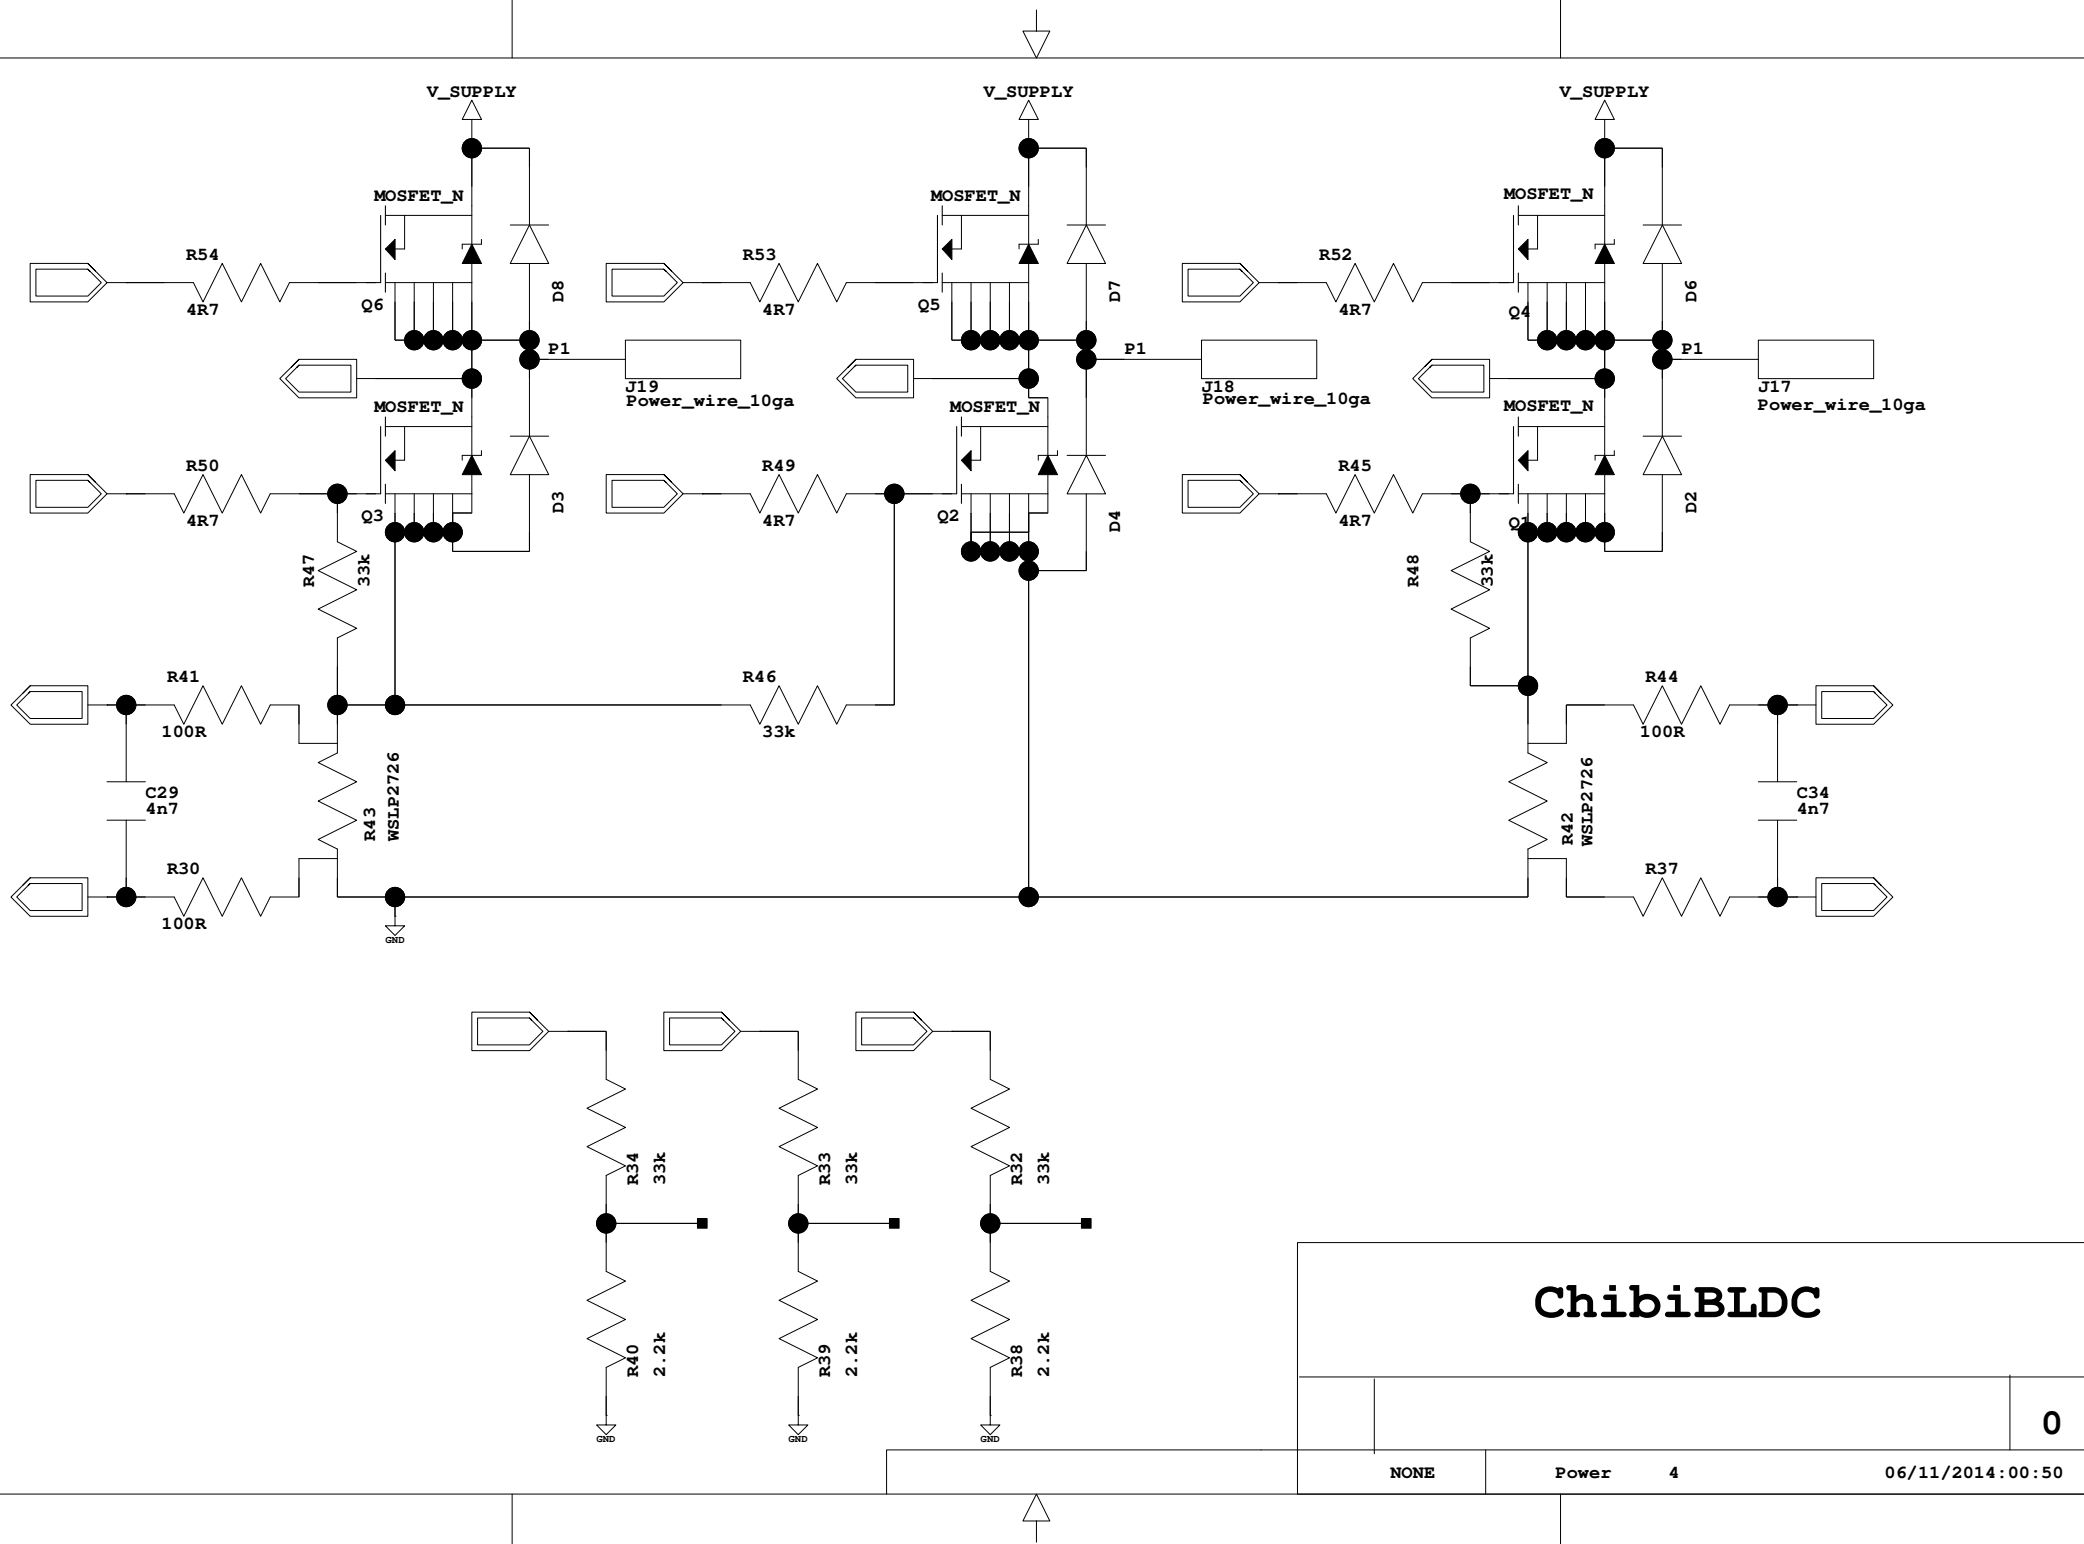 V_SUPPLY V_SUPPLY V_SUPPLY
MOSFET_N MOSFET_N MOSFET_N
R54 R53 R52
4R7 Q6 D8 4R7 Q5 D7 4R7 Q4 D6
P1 P1 P1
J19 J18 J17
Power_wire_10ga Power_wire_10ga Power_wire_10ga
MOSFET_N MOSFET_N MOSFET_N
R50 R49 R45
4R7 Q3 D3 4R7 Q2 D4 4R7 Q1 D2
R47 33k R48 33k
R41 R46 R44
100R 33k 100R
C29 C34
4n7 4n7
R43 WSLP2726 R42 WSLP2726
R30 R37
100R
GND
R34 33k R33 33k R32 33k
R40 2.2k R39 2.2k R38 2.2k
GND GND GND
ChibiBLDC
0
NONE Power 4 06/11/2014:00:50